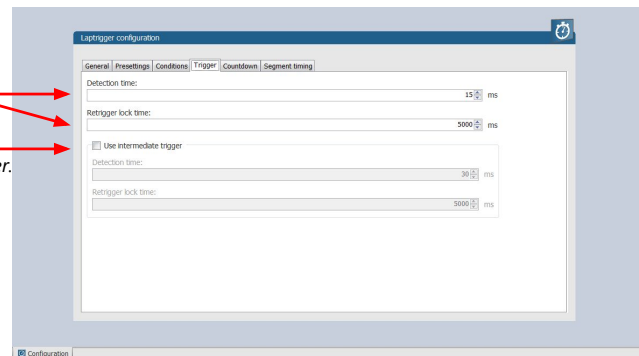 Laptrigger configuration
General Presettings Conditions Trigger Countdown Segment timing
Detection time:
15 ms
Retrigger lock time:
5000 ms
er.
Use intermediate trigger
Detection time:
30 ms
Retrigger lock time:
5000 ms
Configuration